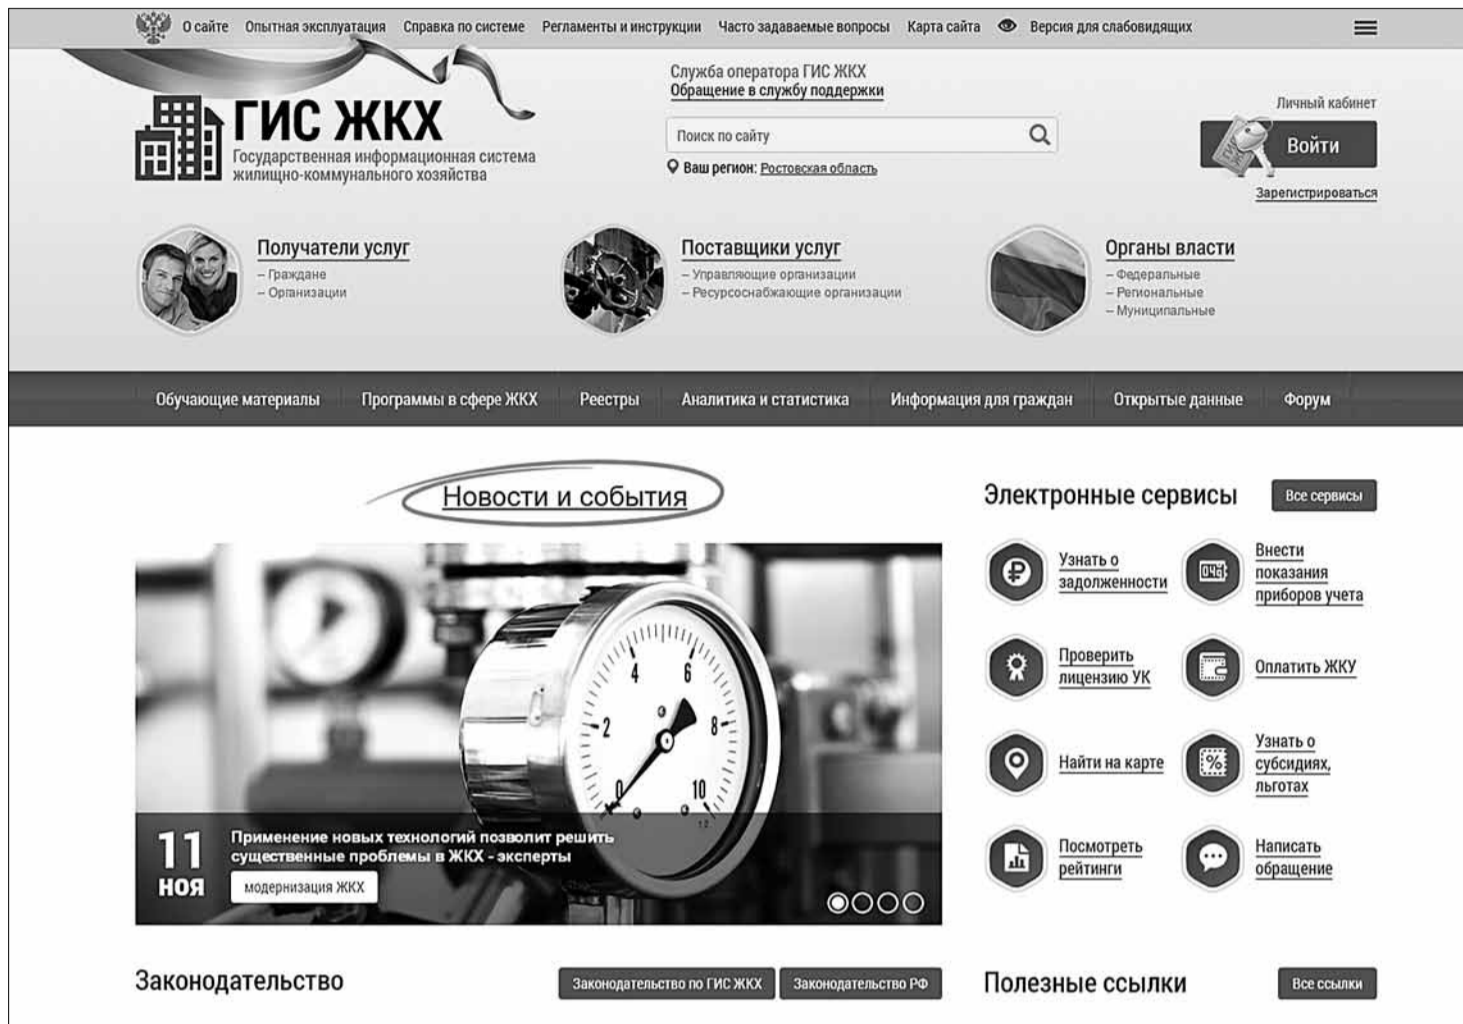 О сайте Опытная эксплуатация Справка по системе Регламенты и инструкции Часто задаваемые вопросы Карта сайта Версия для слабовидящих
Служба оператора ГИС ЖКХ
Обращение в службу поддержки
ГИС ЖКХ
Государственная информационная система
жилищно-коммунального хозяйства
Поиск по сайту
Ваш регион: Ростовская область
Личный кабинет
Войти
Зарегистрироваться
Получатели услуг
– Граждане
– Организации
Поставщики услуг
– Управляющие организации
– Ресурсоснабжающие организации
Органы власти
– Федеральные
– Региональные
– Муниципальные
Обучающие материалы Программы в сфере ЖКХ Реестры Аналитика и статистика Информация для граждан Открытые данные Форум
Новости и события
0 2 4 6 8 10
11
НОЯ
Применение новых технологий позволит решить
существенные проблемы в ЖКХ - эксперты
модернизация ЖКХ
Электронные сервисы Все сервисы
Узнать о
задолженности
Внести
показания
приборов учета
Проверить
лицензию УК
Оплатить ЖКУ
Найти на карте
Узнать о
субсидиях,
льготах
Посмотреть
рейтинги
Написать
обращение
Законодательство Законодательство по ГИС ЖКХ Законодательство РФ
Полезные ссылки Все ссылки